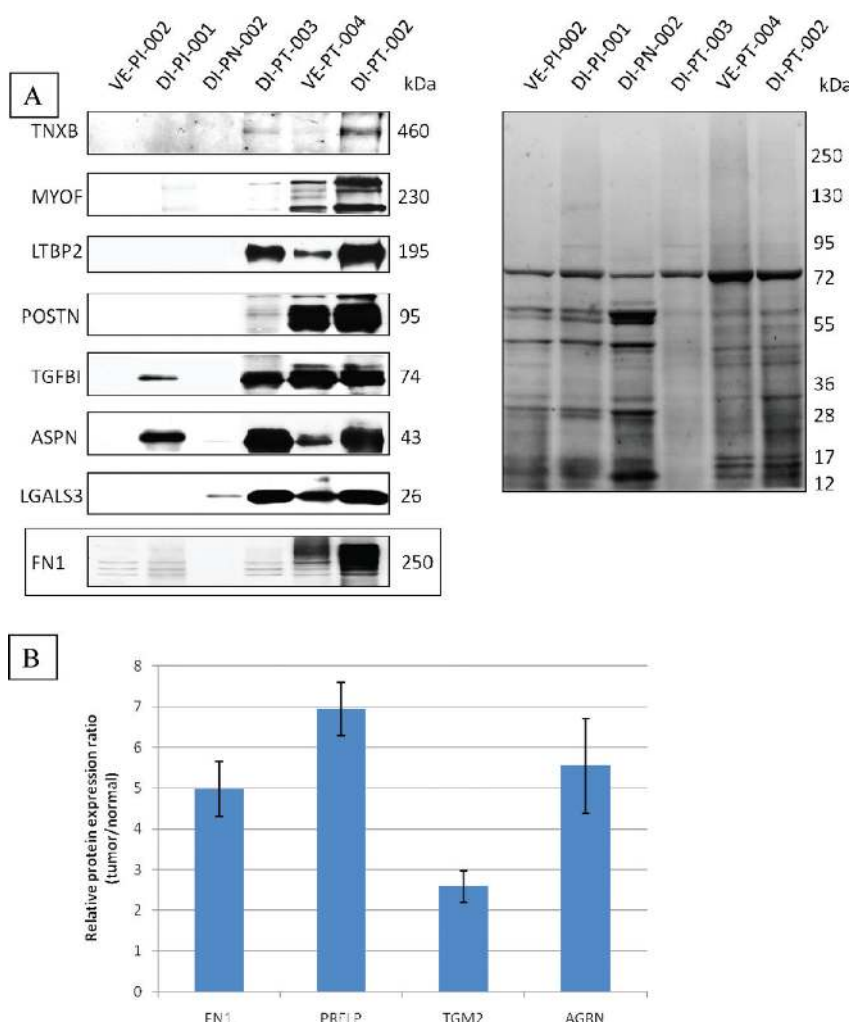 VE-PI-002 DI-PI-001 DI-PN-002 DI-PT-003 VE-PT-004 DI-PT-002 kDa
A
TNXB 460
MYOF 230
LTBP2 195
POSTN 95
TGFBI 74
ASPN 43
LGALS3 26
FN1 250
VE-PI-002 DI-PI-001 DI-PN-002 DI-PT-003 VE-PT-004 DI-PT-002 kDa
250
130
95
72
55
36
28
17
12
B
Relative protein expression ratio
(tumor/normal)
8
7
6
5
4
3
2
1
0
FN1 PRELP TGM2 AGRN